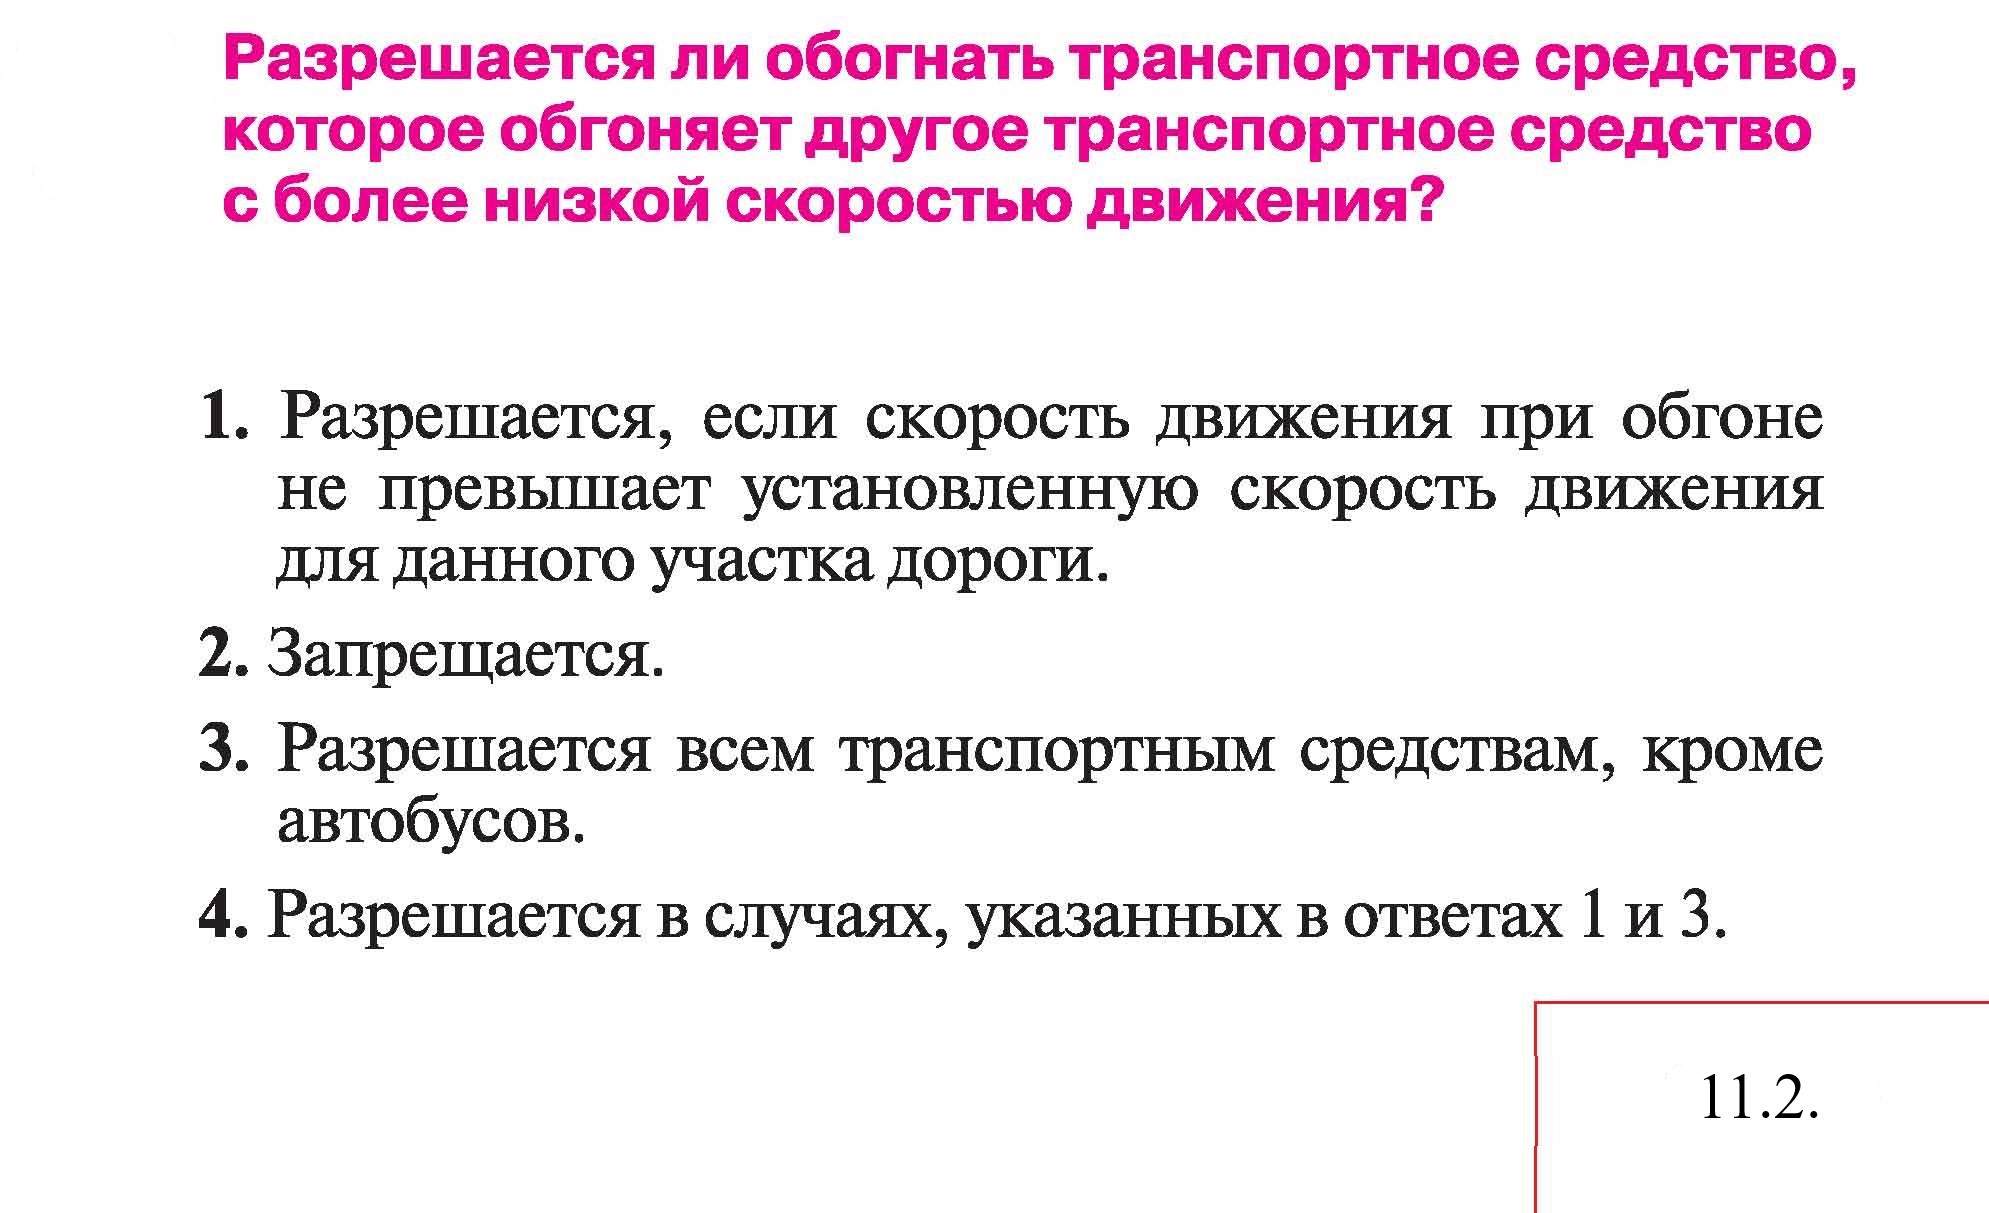 Разрешается ли обогнать транспортное средство,
которое обгоняет другое транспортное средство
с более низкой скоростью движения?
1. Разрешается, если скорость движения при обгоне
не превышает установленную скорость движения
для данного участка дороги.
2. Запрещается.
3. Разрешается всем транспортным средствам, кроме
автобусов.
4. Разрешается в случаях, указанных в ответах 1 и 3.
11.2.